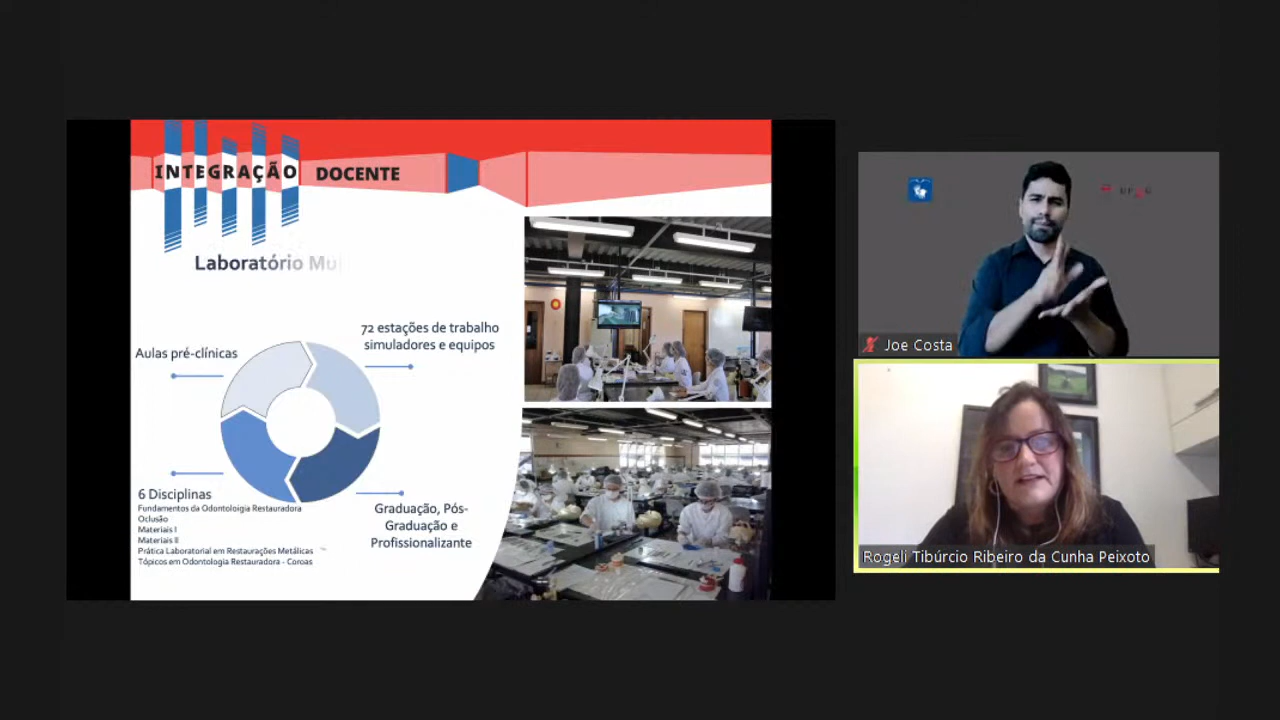 INTEGRAÇÃO DOCENTE
Laboratório Mu
72 estações de trabalho
simuladores e equipos
Aulas pré-clínicas
6 Disciplinas
Fundamentos da Odontoloigia Restauradora
Oclusão
Materiais I
Materiais II
Prática Laboratorial em Restaurações Metálicas
Tópicos em Odontologia Restauradora - Coroas
Graduação, Pós-
Graduação e
Profissionalizante
Joe Costa
Rogeli Tibúrcio Ribeiro da Cunha Peixoto